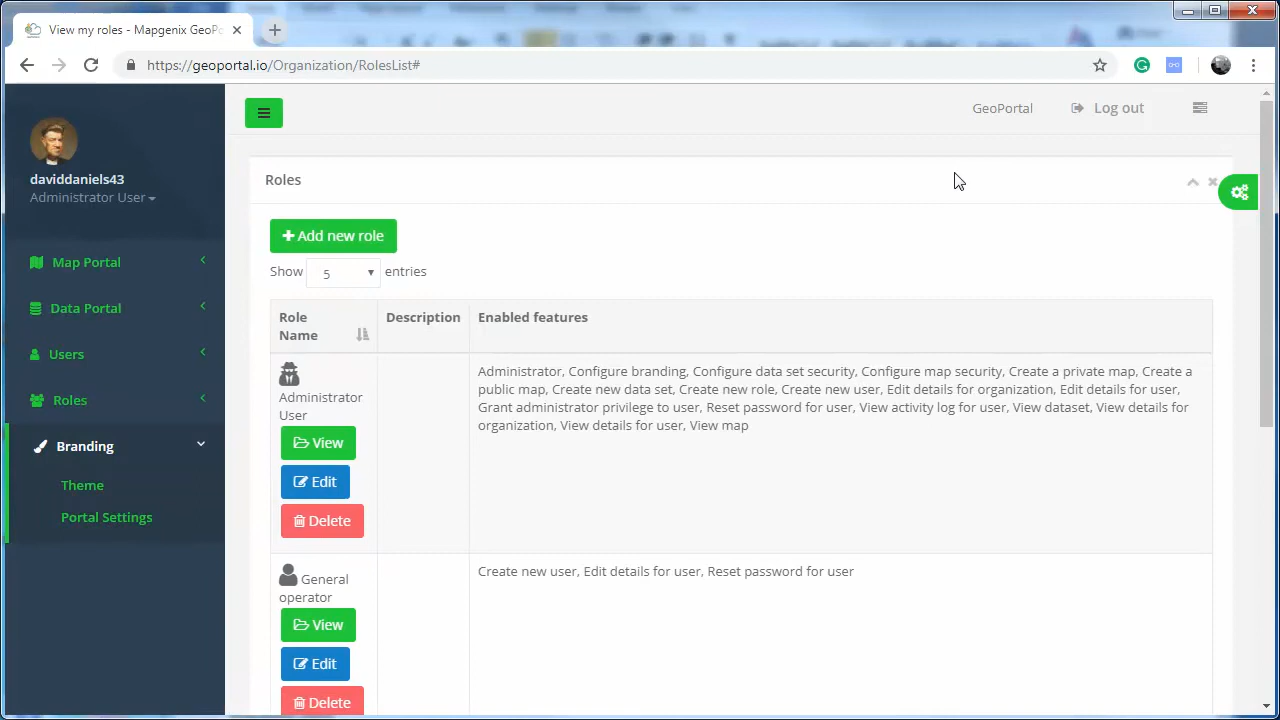 View my roles - Mapgenix GeoPo
https://geoportal.io/Organization/RolesList#
GeoPortal
Log out
daviddaniels43
Administrator User
Map Portal
Data Portal
Users
Roles
Branding
Theme
Portal Settings
Roles
Add new role
Show 5 entries
Role Name
Description
Enabled features
Administrator User
View
Edit
Delete
Administrator, Configure branding, Configure data set security, Configure map security, Create a private map, Create a
public map, Create new data set, Create new role, Create new user, Edit details for organization, Edit details for user,
Grant administrator privilege to user, Reset password for user, View activity log for user, View dataset, View details for
organization, View details for user, View map
General
operator
View
Edit
Delete
Create new user, Edit details for user, Reset password for user